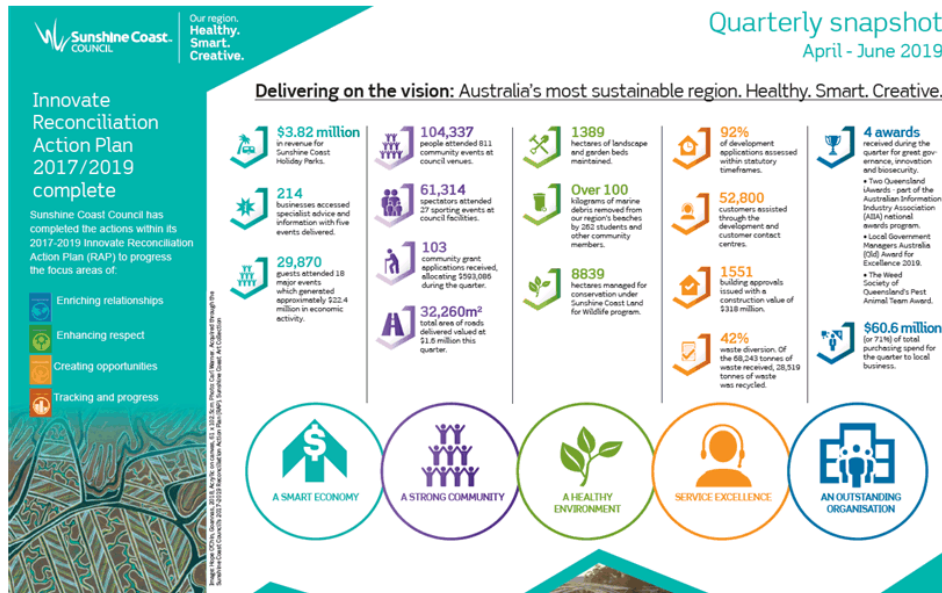 Sunshine Coast
COUNCIL
Our region.
Healthy.
Smart.
Creative.
Quarterly snapshot
April - June 2019
Innovate
Reconciliation
Action Plan
2017/2019
complete
Sunshine Coast Council has
completed the actions within its
2017-2019 Innovate Reconciliation
Action Plan (RAP) to progress
the focus areas of:
Enriching relationships
Enhancing respect
Creating opportunities
Tracking and progress
Delivering on the vision: Australia's most sustainable region. Healthy. Smart. Creative.
$3.82 million
in revenue for
Sunshine Coast
Holiday Parks.
214
businesses accessed
specialist advice and
information with five
events delivered.
29,870
guests attended 18
major events
which generated
approximately $22.4
million in economic
activity.
104,337
people attended 811
community events at
council venues.
61,314
spectators attended
27 sporting events at
council facilities.
103
community grant
applications received,
allocating $593,086
during the quarter.
32,260m²
total area of roads
delivered valued at
$1.6 million this
quarter.
1389
hectares of landscape
and garden beds
maintained.
Over 100
kilograms of marine
debris removed from
our region's beaches
by 262 students and
other community
members.
8839
hectares managed for
conservation under
Sunshine Coast Land
for Wildlife program.
92%
of development
applications assessed
within statutory
timeframes.
52,800
customers assisted
through the
development and
customer contact
centres.
1551
building approvals
issued with a
construction value of
$318 million.
42%
waste diversion. Of
the 68,243 tonnes of
waste received, 28,519
tonnes of waste
was recycled.
4 awards
received during the
quarter for great gov-
ernance, innovation
and biosecurity.
• Two Queensland
iAwards - part of the
Australian Information
Industry Association
(AIIA) national
awards program.
• Local Government
Managers Australia
(Qld) Award for
Excellence 2019.
• The Weed
Society of
Queensland's Pest
Animal Team Award.
$60.6 million
(or 71%) of total
purchasing spend for
the quarter to local
business.
A SMART ECONOMY
A STRONG COMMUNITY
A HEALTHY
ENVIRONMENT
SERVICE EXCELLENCE
AN OUTSTANDING
ORGANISATION